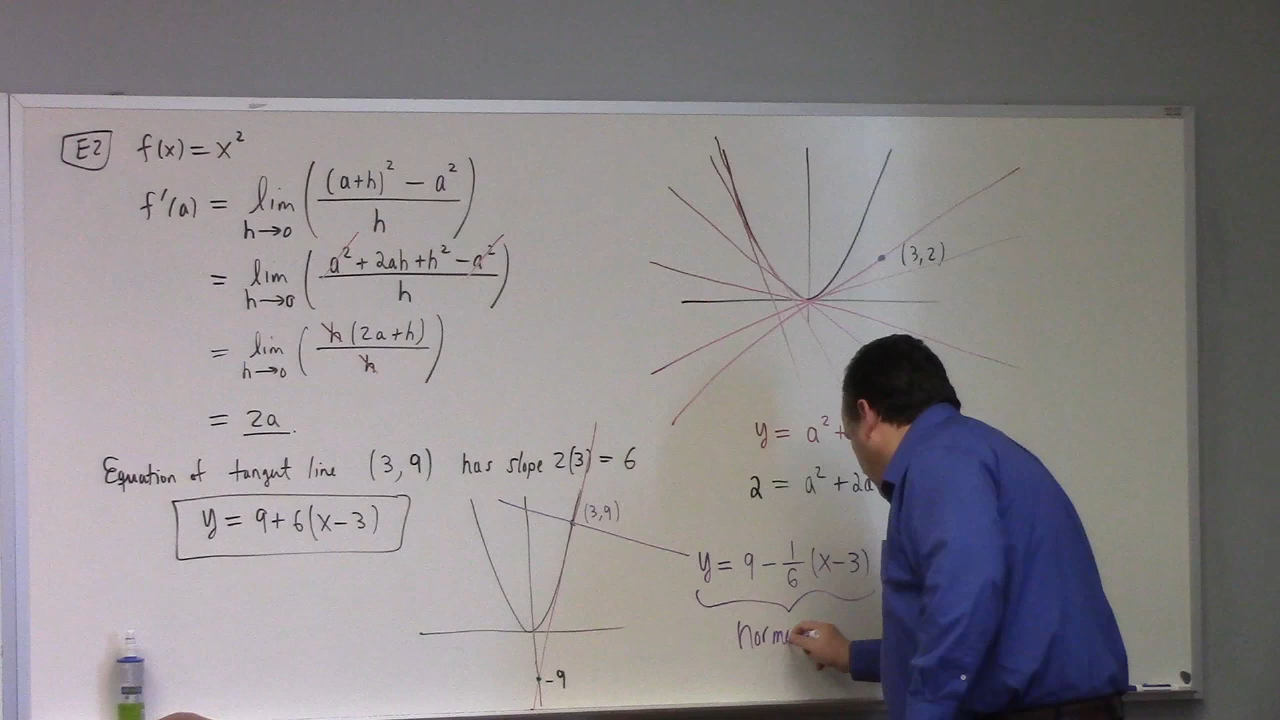 E2 f(x) = x²
f'(a) = lim h→0 ( (a+h)² − a² / h )
= lim h→0 ( a² + 2ah + h² − a² / h )
= lim h→0 ( h(2a+h) / h )
= 2a.
Equation of tangent line (3,9) has slope 2(3) = 6
y = 9+6(x−3)
(3,9)
-9
(3,2)
y = a² +
2 = a² + 2a
y = 9 − 1/6 (x−3)
norm